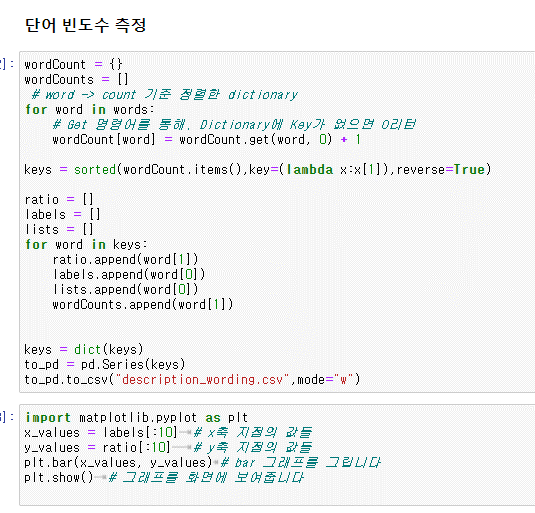 단어 빈도수 측정
]:
wordCount = {}
wordCounts = []
# word -> count 기준 정렬한 dictionary
for word in words:
# Get 명령어를 통해, Dictionary에 Key가 없으면 0리턴
wordCount[word] = wordCount.get(word, 0) + 1
keys = sorted(wordCount.items(),key=(lambda x:x[1]),reverse=True)
ratio = []
labels = []
lists = []
for word in keys:
ratio.append(word[1])
labels.append(word[0])
lists.append(word[0])
wordCounts.append(word[1])
keys = dict(keys)
to_pd = pd.Series(keys)
to_pd.to_csv("description_wording.csv",mode="w")
]:
import matplotlib.pyplot as plt
x_values = labels[:10] # x축 지점의 값들
y_values = ratio[:10] # y축 지점의 값들
plt.bar(x_values, y_values) # bar 그래프를 그립니다
plt.show() # 그래프를 화면에 보여줍니다